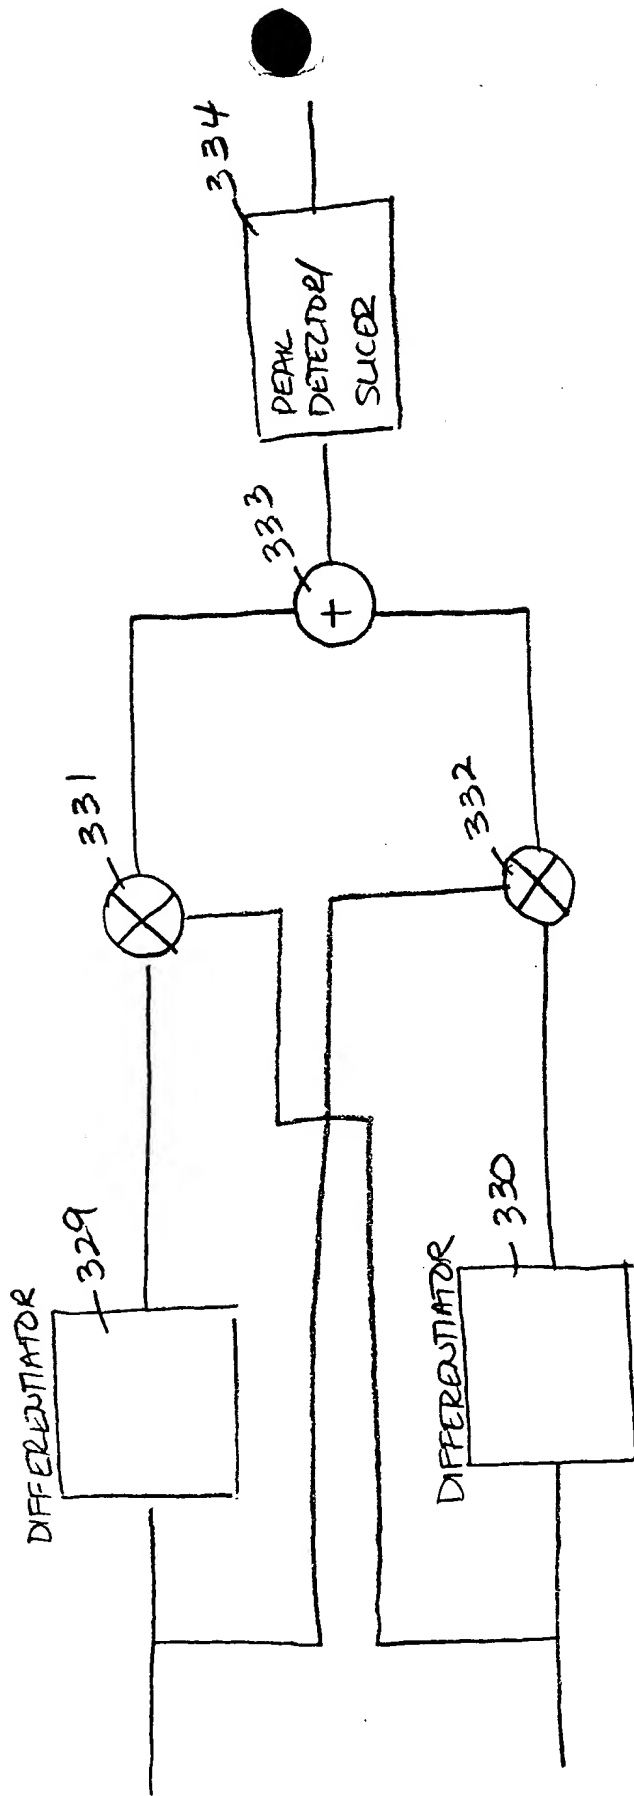 DIFFERENTIATOR
329
331
333
PEAK
DETECTOR/
SLICER
334
+
DIFFERENTIATOR
330
332